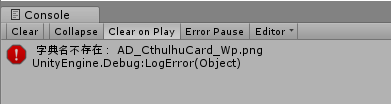 Console
Clear Collapse Clear on Play Error Pause Editor
字典名不存在： AD_CthulhuCard_Wp.png
UnityEngine.Debug:LogError(Object)